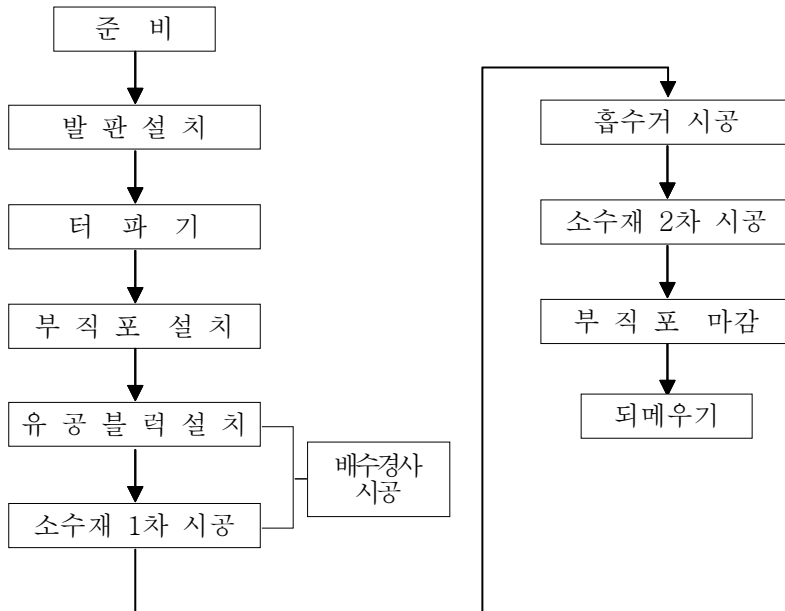 준 비
발 판 설 치
터 파 기
부 직 포 설 치
유 공 블 럭 설 치
소수재 1차 시공
배수경사
시공
흡수거 시공
소수재 2차 시공
부 직 포 마감
되메우기